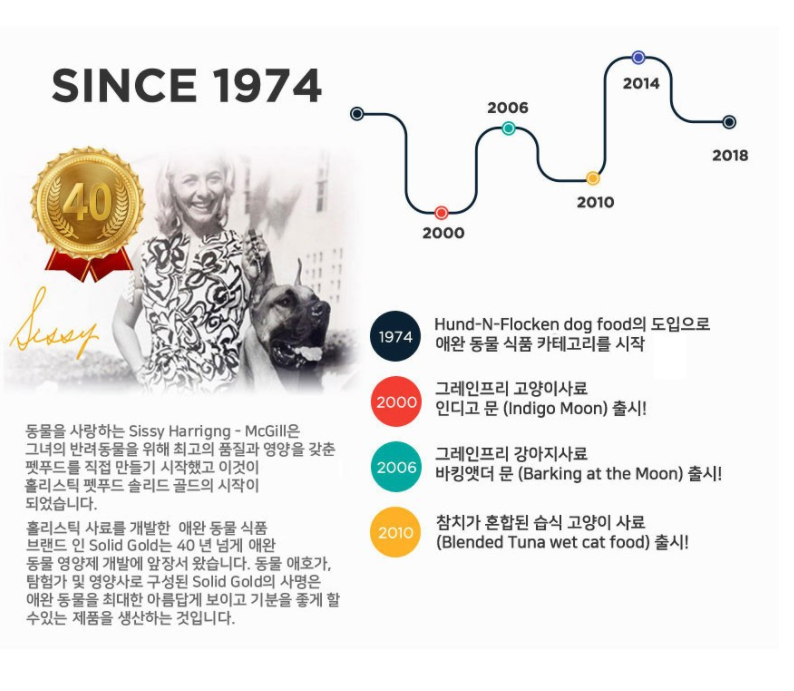 SINCE 1974
40
Sissy
2000
2006
2010
2014
2018
동물을 사랑하는 Sissy Harrigng - McGill은
그녀의 반려동물을 위해 최고의 품질과 영양을 갖춘
펫푸드를 직접 만들기 시작했고 이것이
홀리스틱 펫푸드 솔리드 골드의 시작이
되었습니다.
홀리스틱 사료를 개발한 애완 동물 식품
브랜드 인 Solid Gold는 40 년 넘게 애완
동물 영양제 개발에 앞장서 왔습니다. 동물 애호가,
탐험가 및 영양사로 구성된 Solid Gold의 사명은
애완 동물을 최대한 아름답게 보이고 기분을 좋게 할
수있는 제품을 생산하는 것입니다.
1974
Hund-N-Flocken dog food의 도입으로
애완 동물 식품 카테고리를 시작
2000
그레인프리 고양이사료
인디고 문 (Indigo Moon) 출시!
2006
그레인프리 강아지사료
바킹앳더 문 (Barking at the Moon) 출시!
2010
참치가 혼합된 습식 고양이 사료
(Blended Tuna wet cat food) 출시!